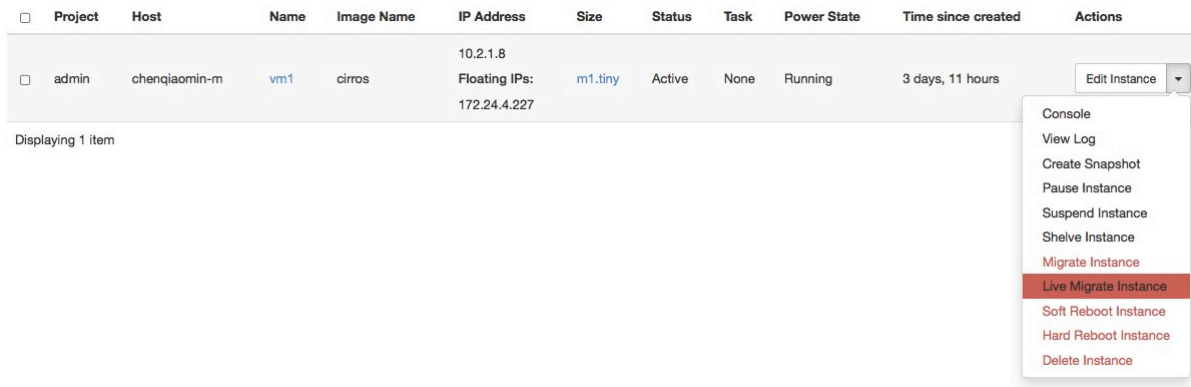 Project Host Name Image Name IP Address Size Status Task Power State Time since created Actions
10.2.1.8
admin chenqiaomin-m vm1 cirros Floating IPs: m1.tiny Active None Running 3 days, 11 hours Edit Instance
172.24.4.227
Displaying 1 item
Console
View Log
Create Snapshot
Pause Instance
Suspend Instance
Shelve Instance
Migrate Instance
Live Migrate Instance
Soft Reboot Instance
Hard Reboot Instance
Delete Instance